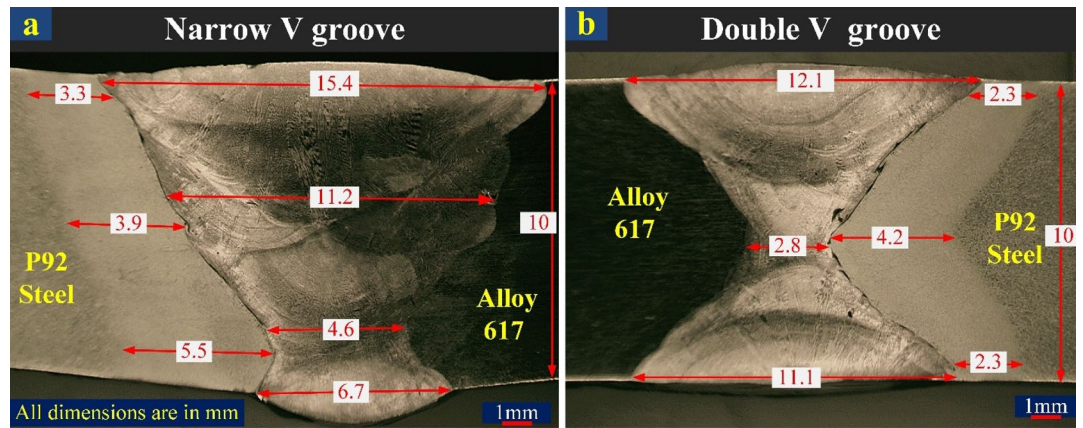 a
Narrow V groove
15.4
3.3
11.2
3.9
10
P92
Steel
Alloy
617
4.6
5.5
6.7
All dimensions are in mm
1mm
b
Double V groove
12.1
2.3
Alloy
617
2.8
4.2
P92
Steel
10
2.3
11.1
1mm